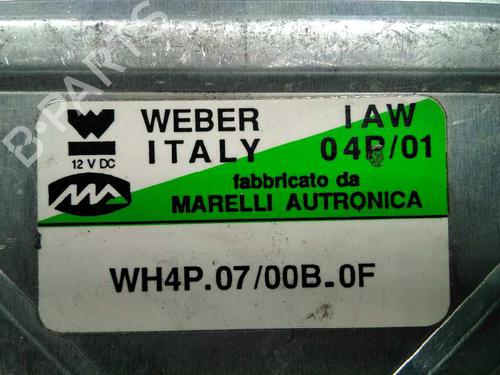 WEBER IAW
ITALY 04P/01
12 V DC
fabbricato da
MARELLI AUTRONICA
WH4P.07/00B.0F
B-PARTS